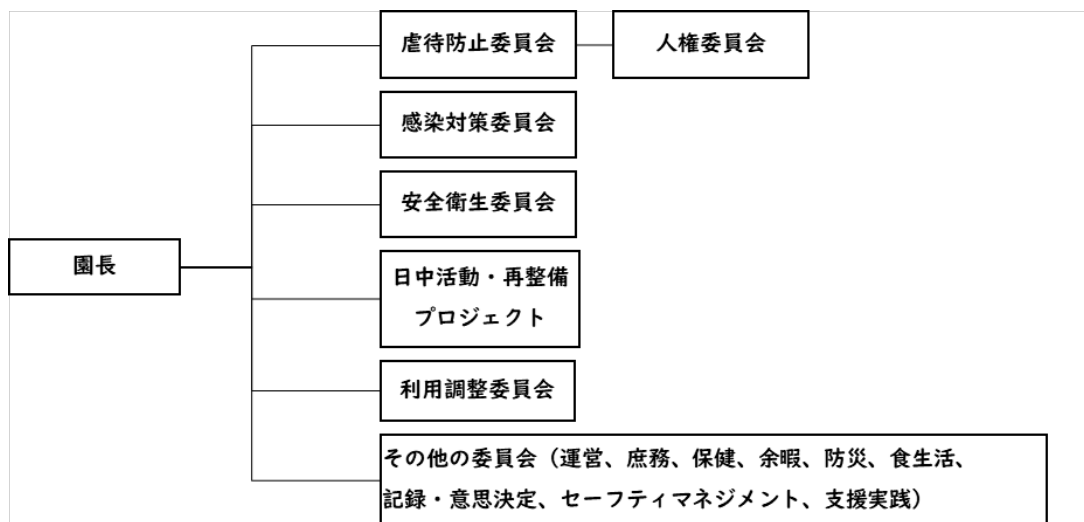 虐待防止委員会
人権委員会
感染対策委員会
安全衛生委員会
園長
日中活動・再整備
プロジェクト
利用調整委員会
その他の委員会（運営、庶務、保健、余暇、防災、食生活、
記録・意思決定、セーフティマネジメント、支援実践）